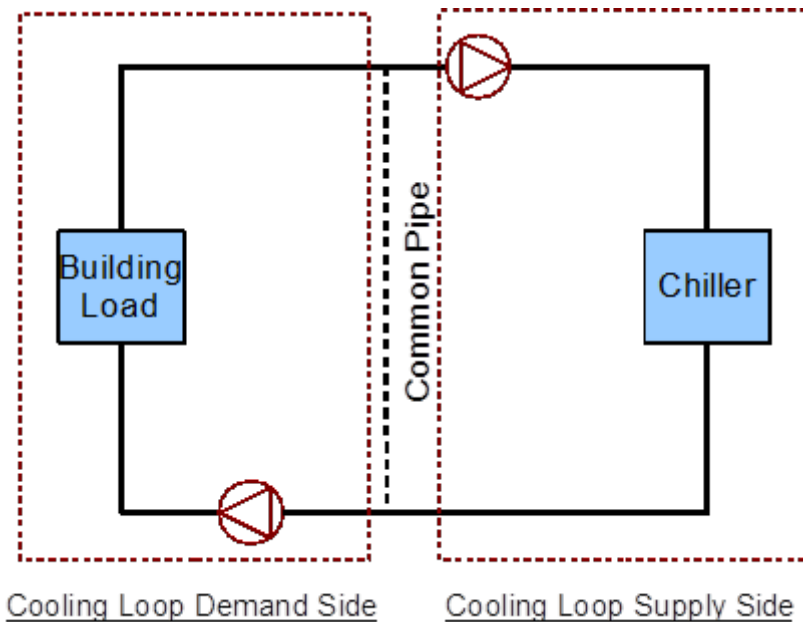 Building
Load
Common Pipe
Chiller
Cooling Loop Demand Side
Cooling Loop Supply Side